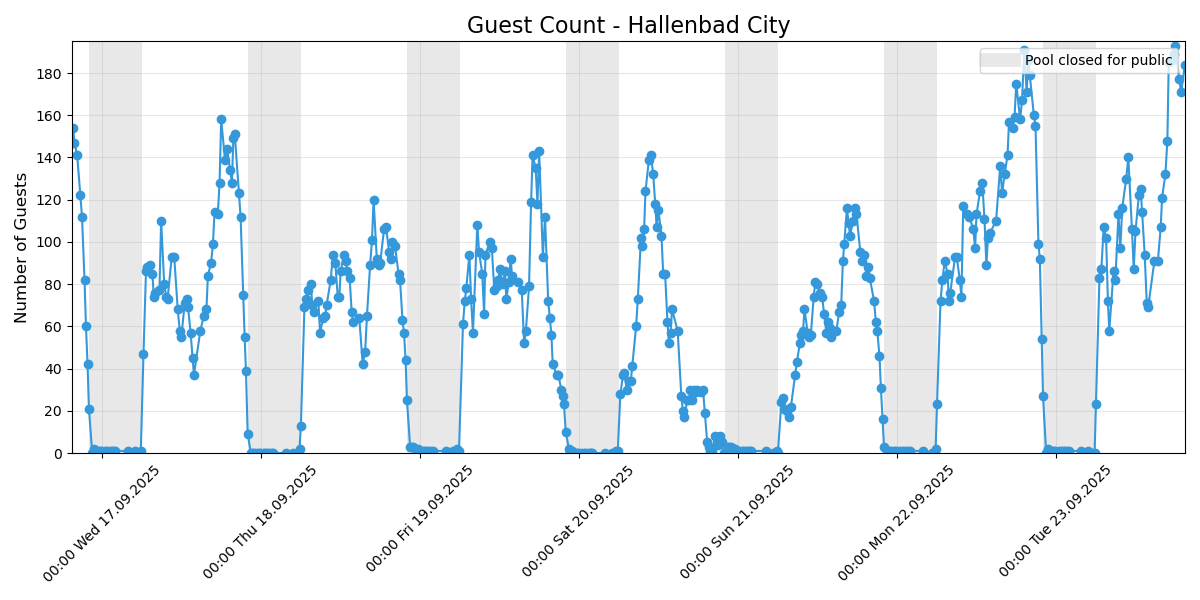 Guest Count - Hallenbad City
Pool closed for public
Number of Guests
180
160
140
120
100
80
60
40
20
0
00:00 Wed 17.09.2025
00:00 Thu 18.09.2025
00:00 Fri 19.09.2025
00:00 Sat 20.09.2025
00:00 Sun 21.09.2025
00:00 Mon 22.09.2025
00:00 Tue 23.09.2025